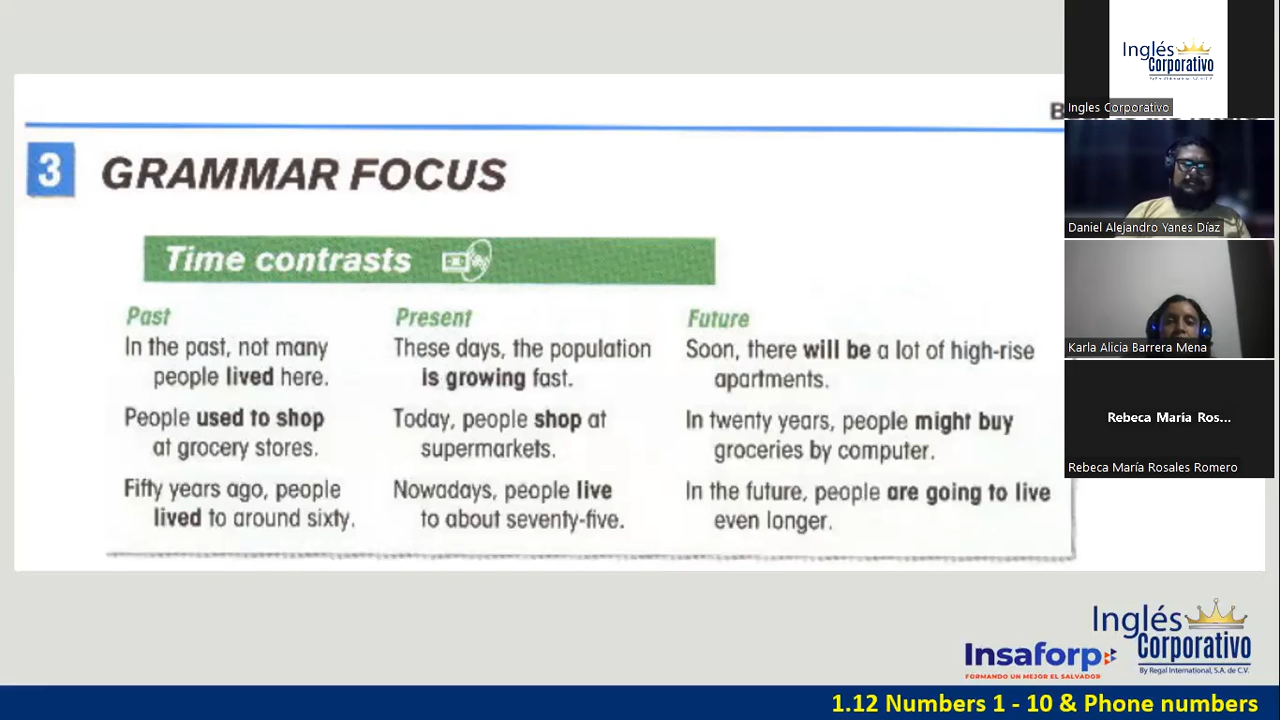 3 GRAMMAR FOCUS
Time contrasts
Past
In the past, not many
people lived here.
People used to shop
at grocery stores.
Fifty years ago, people
lived to around sixty.
Present
These days, the population
is growing fast.
Today, people shop at
supermarkets.
Nowadays, people live
to about seventy-five.
Future
Soon, there will be a lot of high-rise
apartments.
In twenty years, people might buy
groceries by computer.
In the future, people are going to live
even longer.
Inglés
Corporativo
Ingles Corporativo
Daniel Alejandro Yanes Díaz
Karla Alicia Barrera Mena
Rebeca María Ros...
Rebeca María Rosales Romero
Insaforp
FORMANDO UN MEJOR EL SALVADOR
Inglés
Corporativo
By Regal International, S.A. de C.V.
1.12 Numbers 1 - 10 & Phone numbers